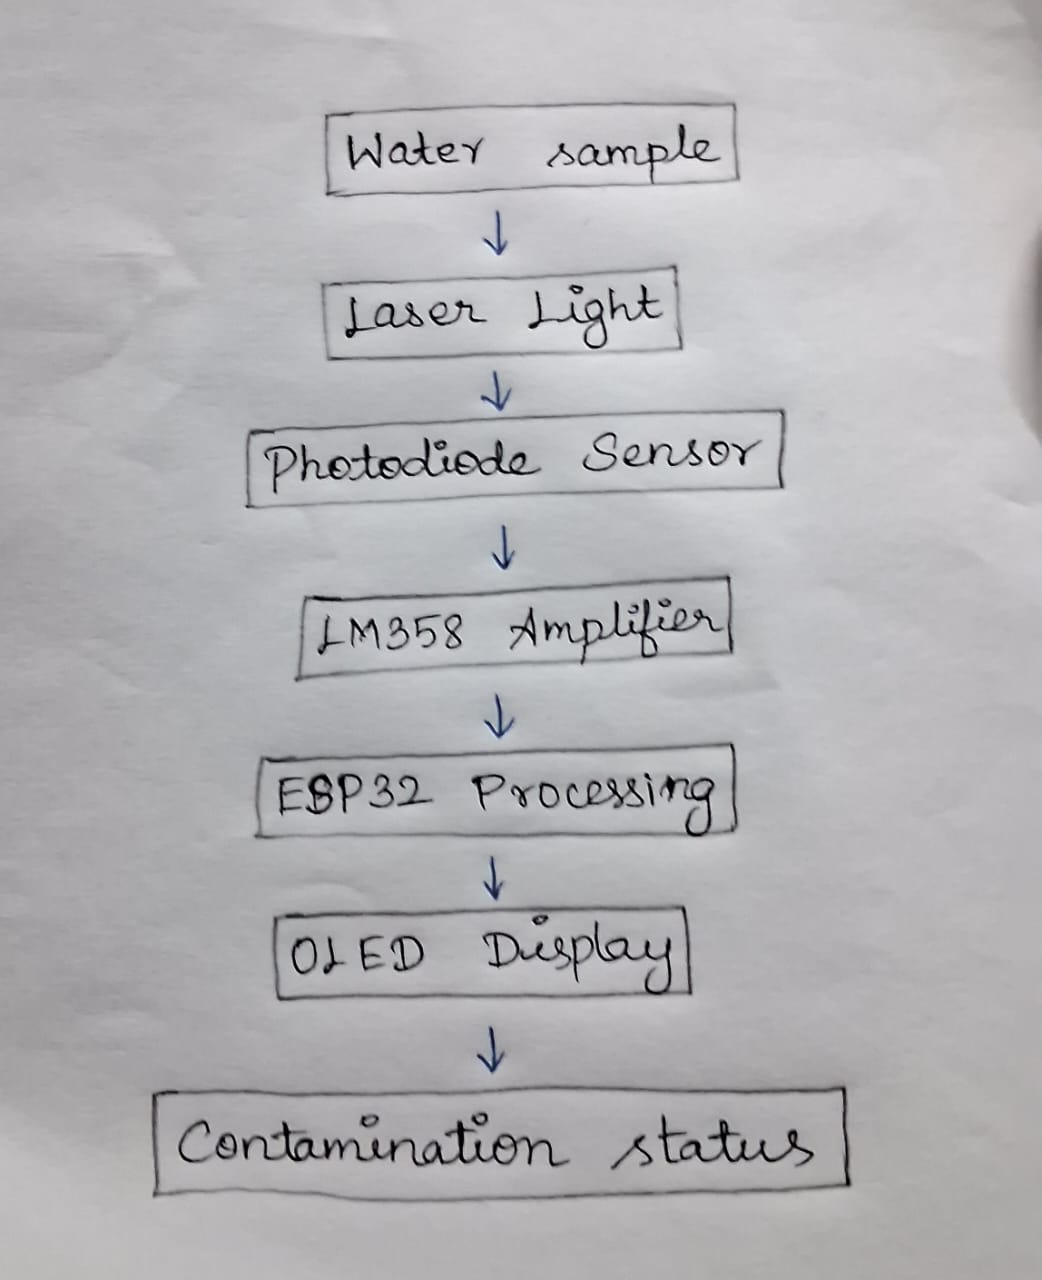 Water sample
↓
Laser Light
↓
Photodiode Sensor
↓
LM358 Amplifier
↓
ESP32 Processing
↓
OLED Display
↓
Contamination status